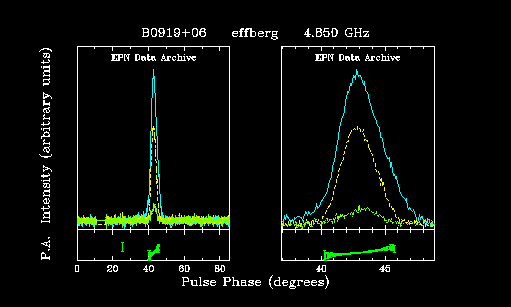 B0919+06 effberg 4.850 GHz
EPN Data Archive EPN Data Archive
P.A. Intensity (arbitrary units)
0 20 40 60 80 40 45
Pulse Phase (degrees)